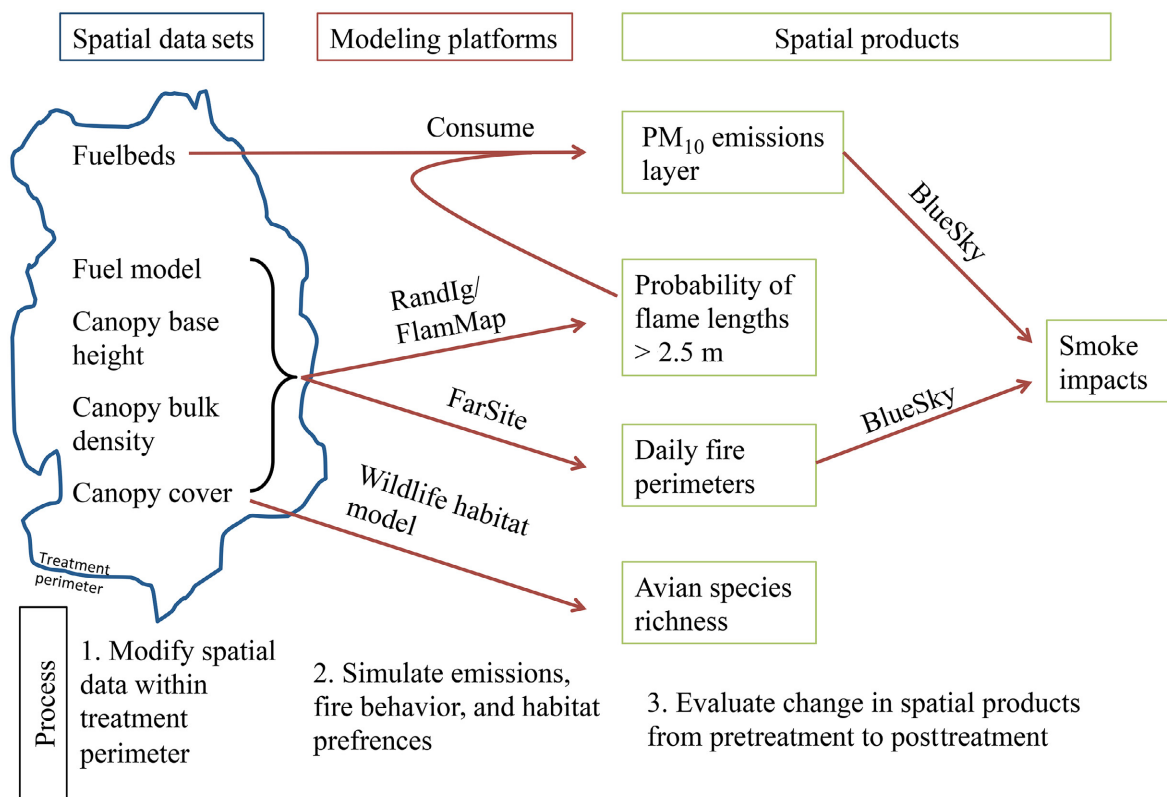 Spatial data sets
Modeling platforms
Spatial products
Fuelbeds
Consume
PM10 emissions
layer
BlueSky
Fuel model
Canopy base
height
Canopy bulk
density
Canopy cover
RandIg/
FlamMap
Probability of
flame lengths
> 2.5 m
Smoke
impacts
FarSite
BlueSky
Daily fire
perimeters
Wildlife habitat
model
Avian species
richness
Treatment
perimeter
Process
1. Modify spatial
data within
treatment
perimeter
2. Simulate emissions,
fire behavior, and habitat
prefrences
3. Evaluate change in spatial products
from pretreatment to posttreatment